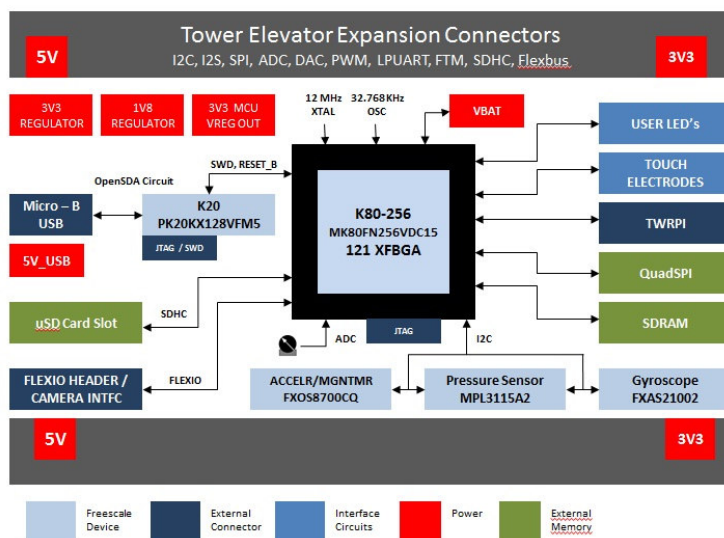 Tower Elevator Expansion Connectors
I2C, I2S, SPI, ADC, DAC, PWM, LPUART, FTM, SDHC, Flexbus
5V
3V3
3V3
REGULATOR
1V8
REGULATOR
3V3 MCU
VREG OUT
12 MHz
XTAL
32.768KHz
OSC
VBAT
USER LED's
SWD, RESET_B
OpenSDA Circuit
TOUCH
ELECTRODES
Micro – B
USB
K20
PK20KX128VFM5
JTAG / SWD
K80-256
MK80FN256VDC15
121 XFBGA
TWRPI
5V_USB
QuadSPI
uSD Card Slot
SDHC
SDRAM
ADC
JTAG
I2C
FLEXIO HEADER /
CAMERA INTFC
FLEXIO
ACCELR/MGNTMR
FXOS8700CQ
Pressure Sensor
MPL3115A2
Gyroscope
FXAS21002
5V
3V3
Freescale
Device
External
Connector
Interface
Circuits
Power
External
Memory